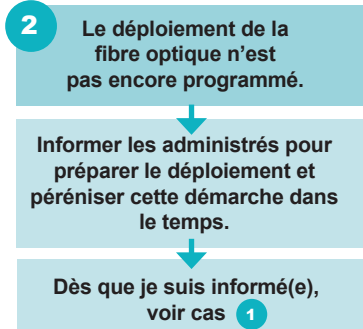 2
Le déploiement de la
fibre optique n'est
pas encore programmé.
Informer les administrés pour
préparer le déploiement et
péréniser cette démarche dans
le temps.
Dès que je suis informé(e),
voir cas 1